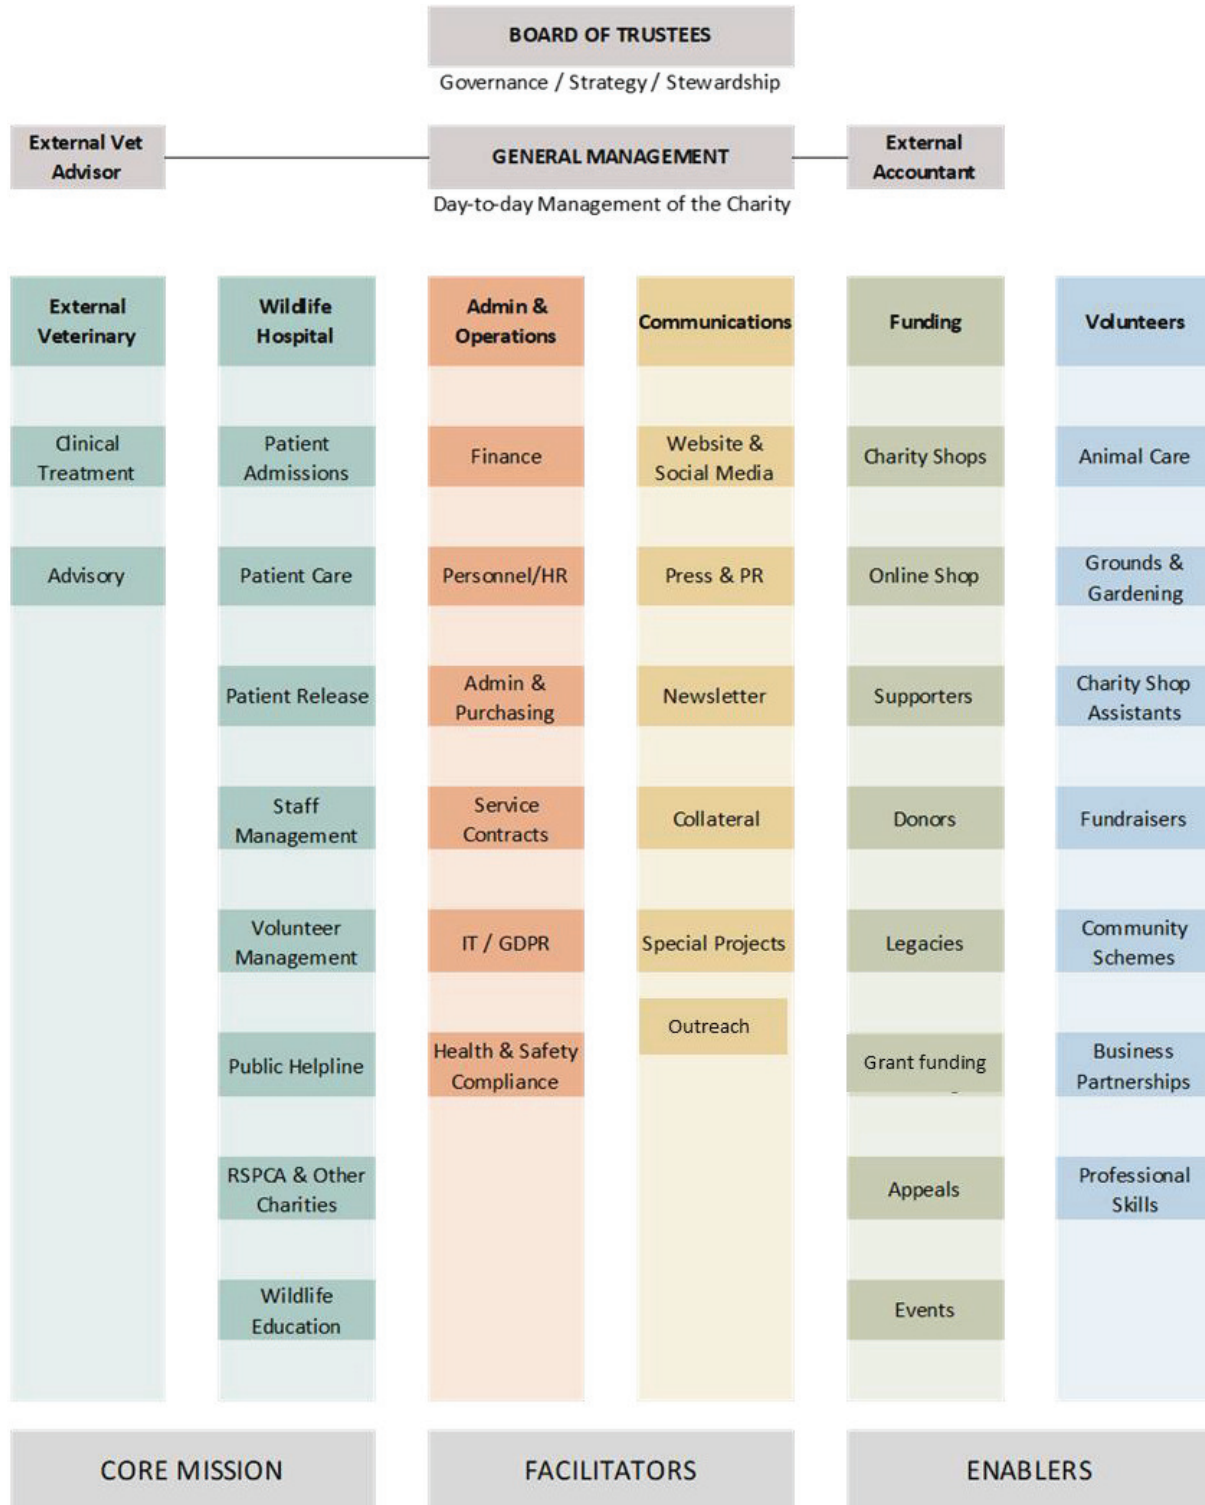 BOARD OF TRUSTEES
Governance / Strategy / Stewardship
External Vet
Advisor
GENERAL MANAGEMENT
Day-to-day Management of the Charity
External
Accountant
External
Veterinary
Clinical
Treatment
Advisory
Wildlife
Hospital
Patient
Admissions
Patient Care
Patient Release
Staff
Management
Volunteer
Management
Public Helpline
RSPCA & Other
Charities
Wildlife
Education
Admin &
Operations
Finance
Personnel/HR
Admin &
Purchasing
Service
Contracts
IT / GDPR
Health & Safety
Compliance
Communications
Website &
Social Media
Press & PR
Newsletter
Collateral
Special Projects
Outreach
Funding
Charity Shops
Online Shop
Supporters
Donors
Legacies
Grant funding
Appeals
Events
Volunteers
Animal Care
Grounds &
Gardening
Charity Shop
Assistants
Fundraisers
Community
Schemes
Business
Partnerships
Professional
Skills
CORE MISSION
FACILITATORS
ENABLERS